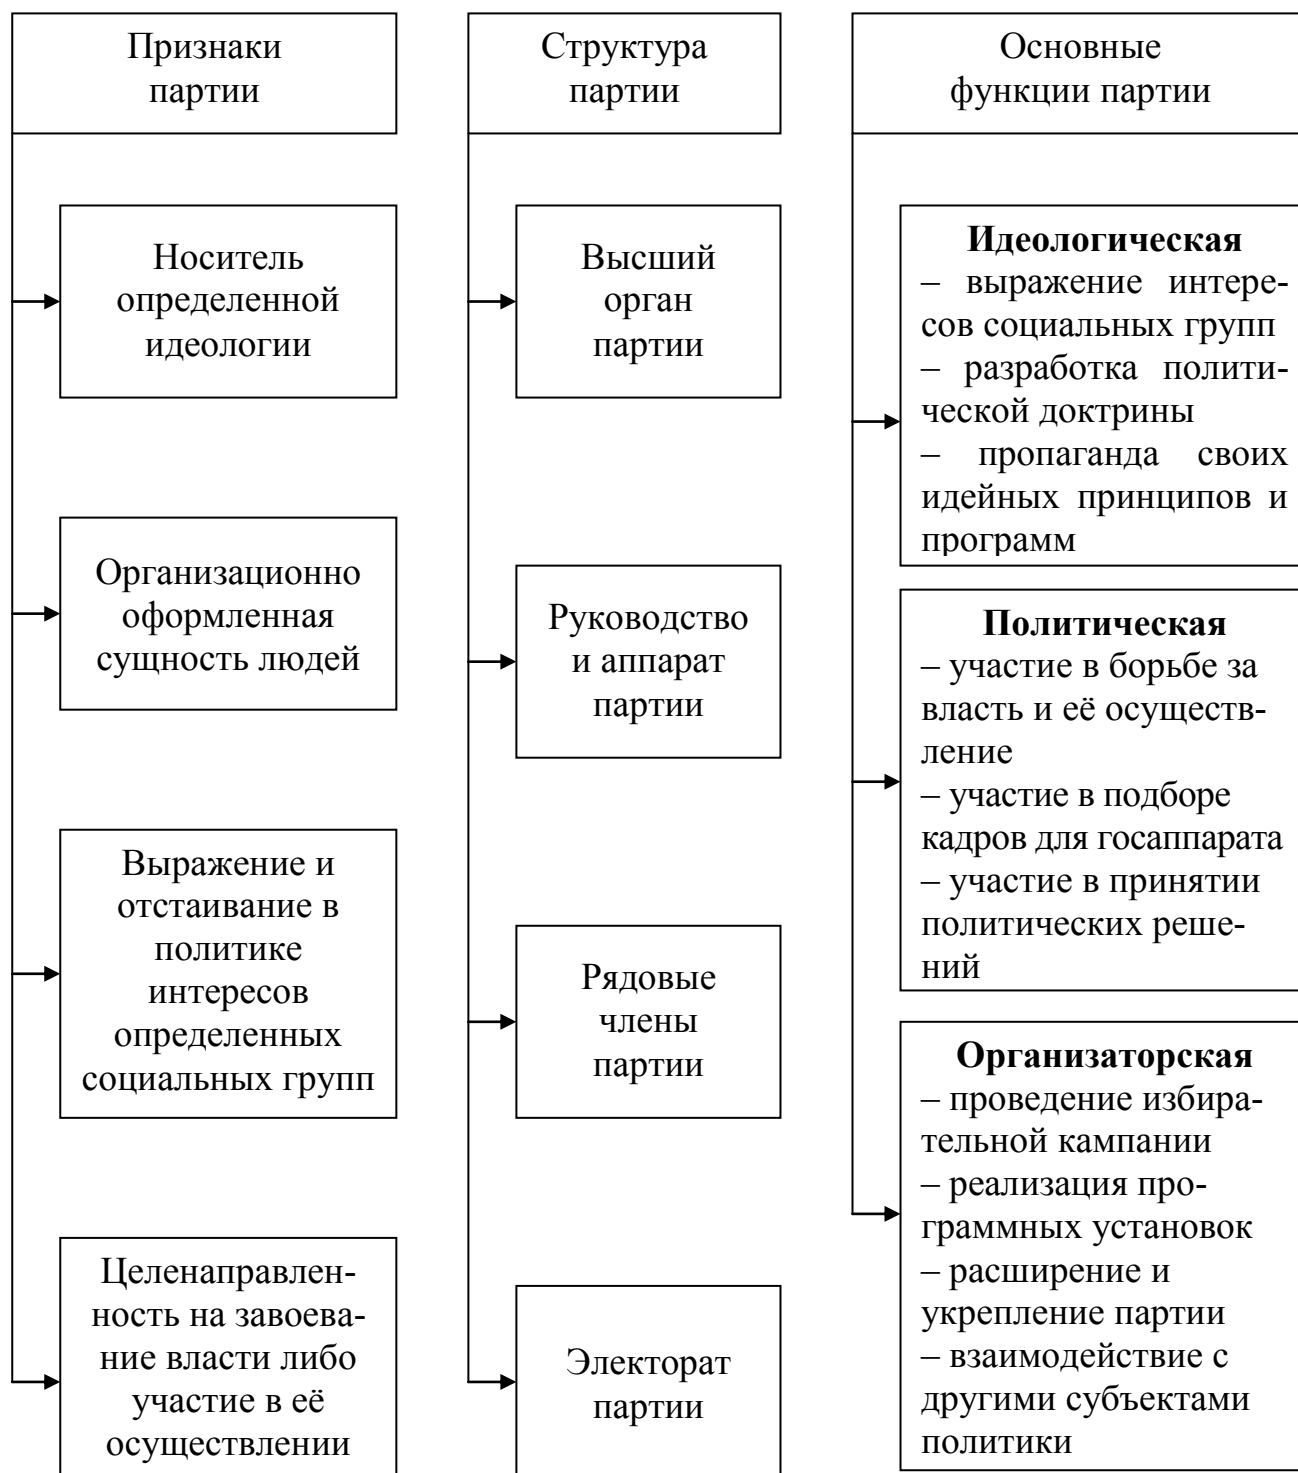 Признаки
партии
Носитель
определенной
идеологии
Организационно
оформленная
сущность людей
Выражение и
отстаивание в
политике
интересов
определенных
социальных групп
Целенаправлен-
ность на завоева-
ние власти либо
участие в её
осуществлении
Структура
партии
Высший
орган
партии
Руководство
и аппарат
партии
Рядовые
члены
партии
Электорат
партии
Основные
функции партии
Идеологическая
– выражение интере-
сов социальных групп
– разработка полити-
ческой доктрины
– пропаганда своих
идейных принципов и
программ
Политическая
– участие в борьбе за
власть и её осуществ-
ление
– участие в подборе
кадров для госаппарата
– участие в принятии
политических реше-
ний
Организаторская
– проведение избира-
тельной кампании
– реализация про-
граммных установок
– расширение и
укрепление партии
– взаимодействие с
другими субъектами
политики